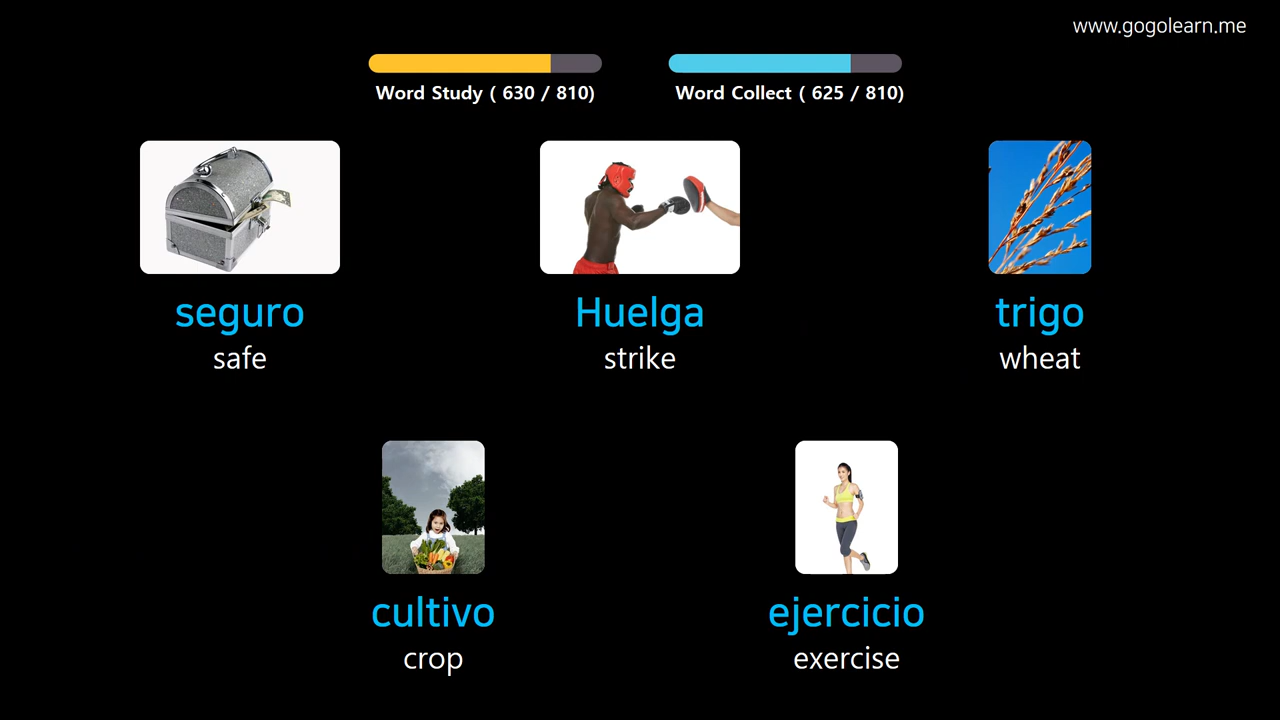 www.gogolearn.me
Word Study ( 630 / 810)
Word Collect ( 625 / 810)
seguro
safe
Huelga
strike
trigo
wheat
cultivo
crop
ejercicio
exercise